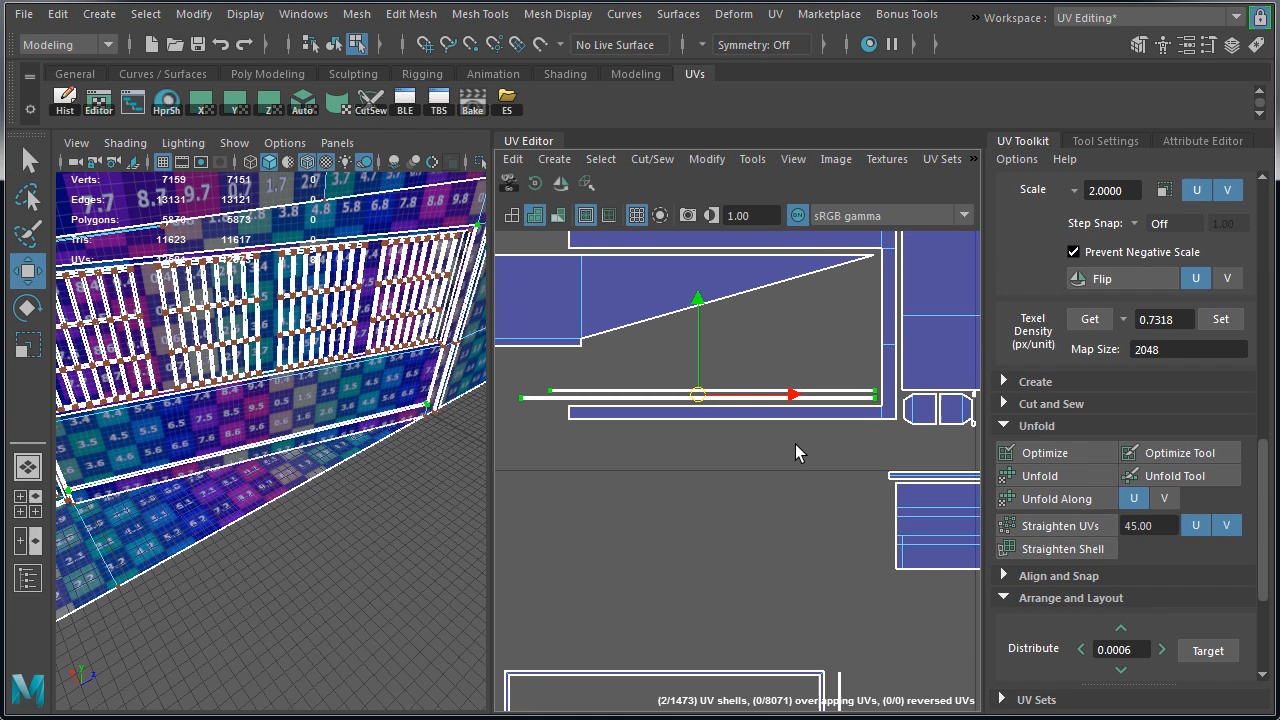 File Edit Create Select Modify Display Windows Mesh Edit Mesh Mesh Tools Mesh Display Curves Surfaces Deform UV Marketplace Bonus Tools Workspace : UV Editing*
Modeling No Live Surface Symmetry: Off
General Curves / Surfaces Poly Modeling Sculpting Rigging Animation Shading Modeling UVs
Hist Editor HprSh X Y Z Auto CutSew BLE TBS Bake ES
View Shading Lighting Show Options Panels
UV Editor
UV Toolkit Tool Settings Attribute Editor
Edit Create Select Cut/Sew Modify Tools View Image Textures UV Sets
Options Help
1.00 ON sRGB gamma
Verts: 7159 7151 0
Edges: 13131 13121 0
Polygons: 5873 0
Tris: 11623 11617 0
UVs:
Scale 2.0000 U V
Step Snap: Off 1.00
Prevent Negative Scale
Flip U V
Texel Density (px/unit) Get 0.7318 Set
Map Size: 2048
Create
Cut and Sew
Unfold
Optimize Optimize Tool
Unfold Unfold Tool
Unfold Along U V
Straighten UVs 45.00 U V
Straighten Shell
Align and Snap
Arrange and Layout
Distribute 0.0006 Target
UV Sets
(2/1473) UV shells, (0/8071) overlapping UVs, (0/0) reversed UVs